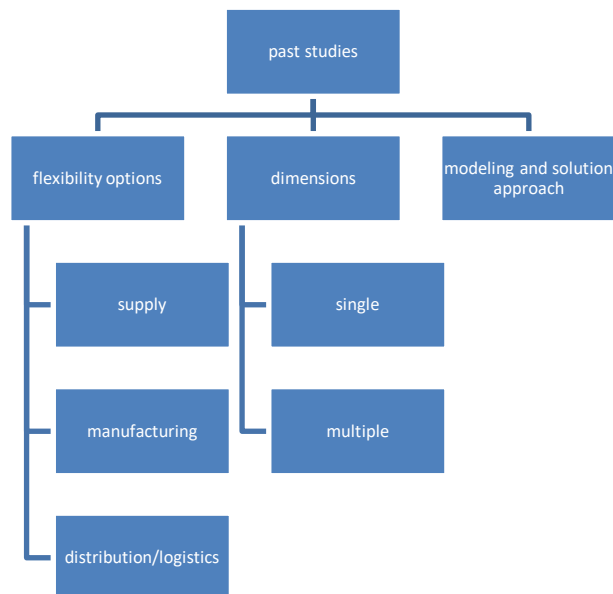 past studies
flexibility options
dimensions
modeling and solution
approach
supply
single
manufacturing
multiple
distribution/logistics